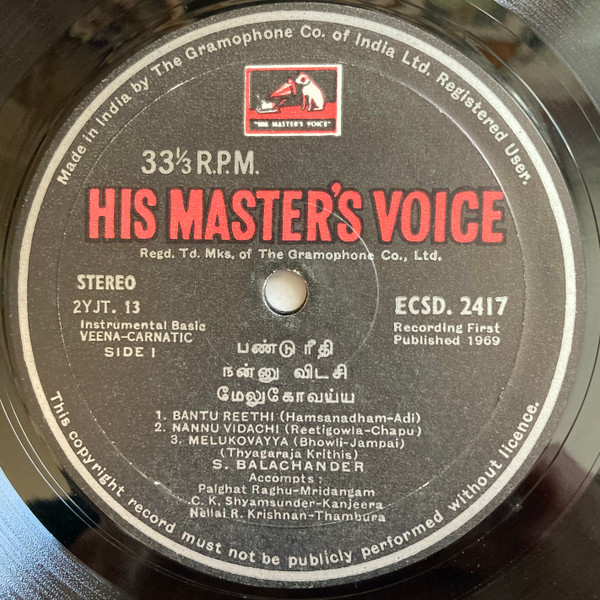 Made in India by The Gramophone Co. of India Ltd. Registered User.
"HIS MASTER'S VOICE"
33⅓ R.P.M.
HIS MASTER'S VOICE
Regd. Td. Mks. of The Gramophone Co., Ltd.
STEREO
2YJT. 13
Instrumental Basic
VEENA-CARNATIC
SIDE 1
ECSD. 2417
Recording First
Published 1969
பண்டு ரீதி
நன்னு விடசி
மேலுகோவய்ய
1. BANTU REETHI (Hamsanadham-Adi)
2. NANNU VIDACHI (Reetigowla-Chapu)
3. MELUKOVAYYA (Bhowli-Jampai)
(Thyagaraja Krithis)
S. BALACHANDER
Accompts:
Palghat Raghu-Mridangam
C. K. Shyamsunder-Kanjeera
Nellai R. Krishnan-Thambura
This copyright record must not be publicly performed without licence.